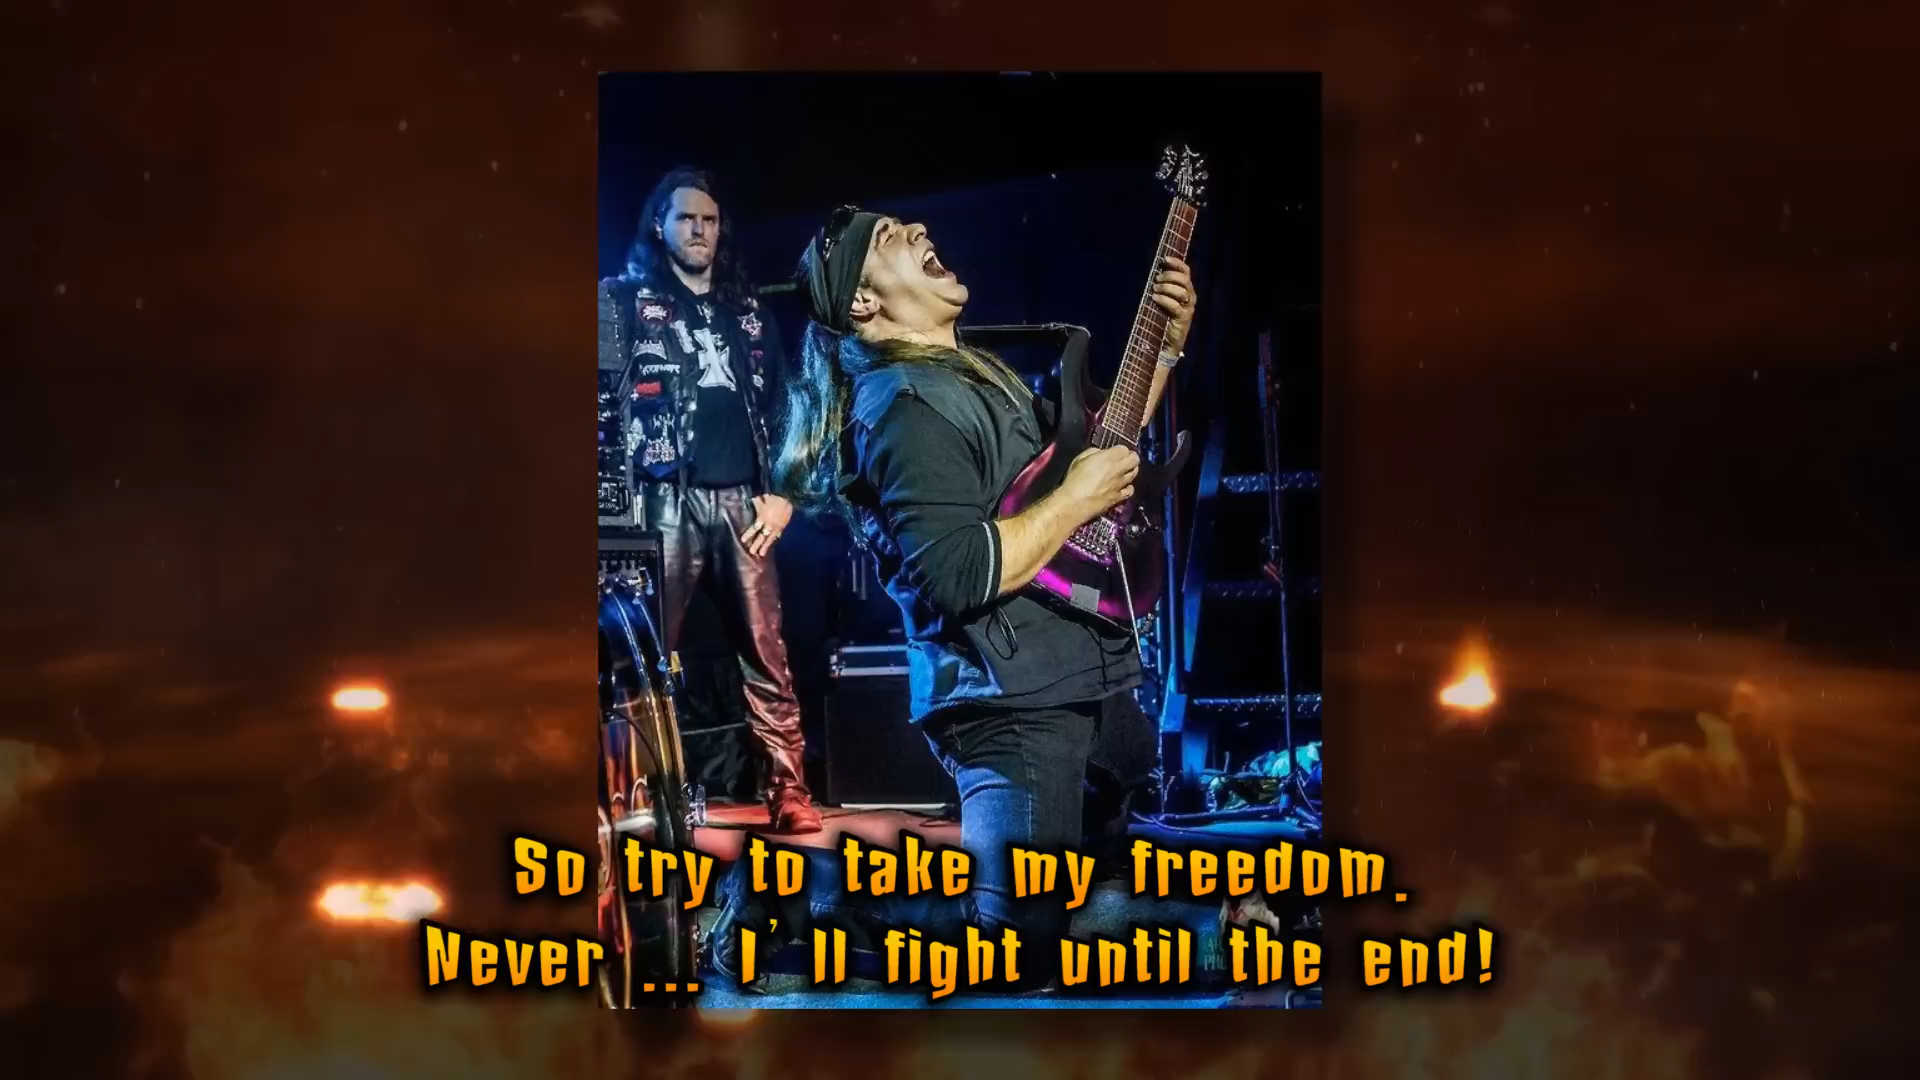 So try to take my freedom.
Never ... I'll fight until the end!